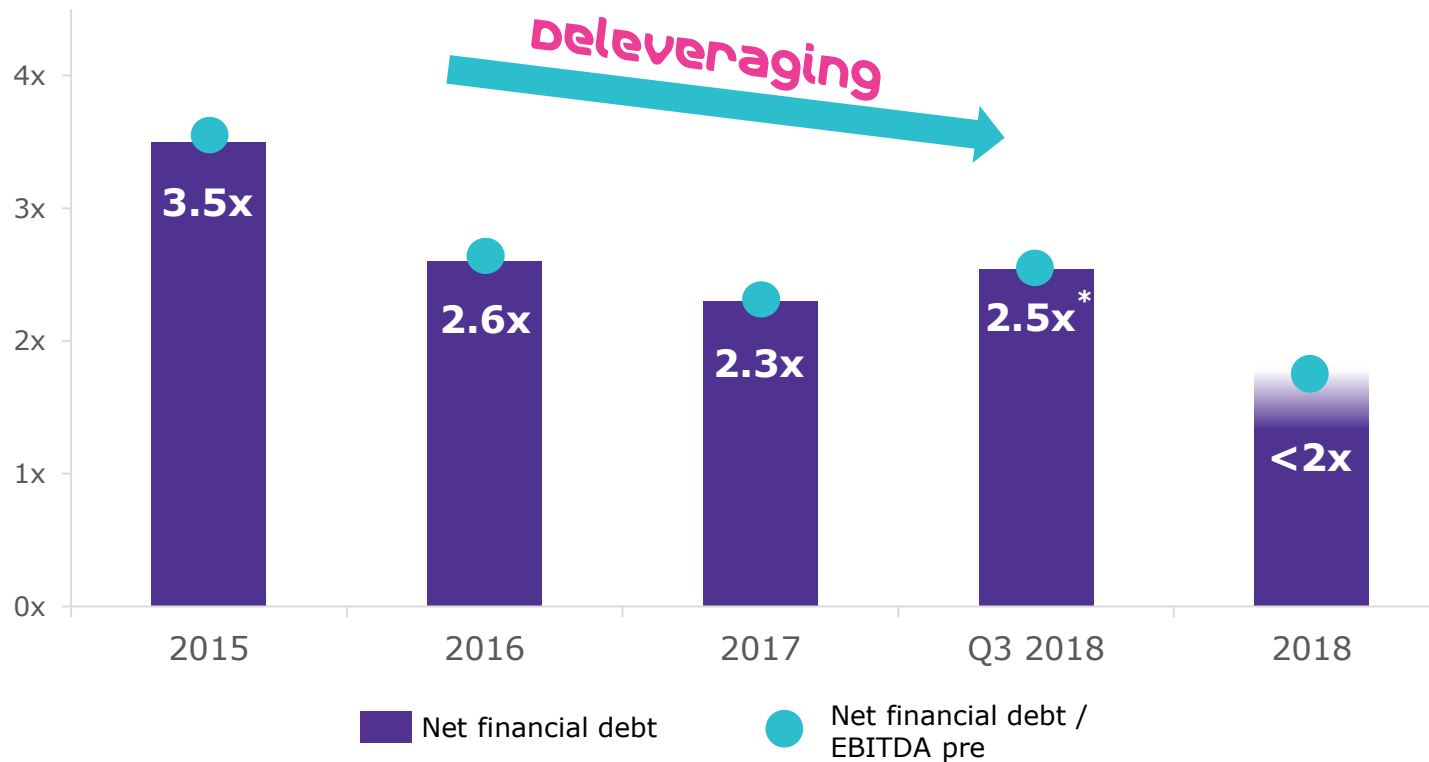 Deleveraging
4x
3x
2x
1x
0x
3.5x
2.6x
2.3x
2.5x*
<2x
2015
2016
2017
Q3 2018
2018
Net financial debt
Net financial debt /
EBITDA pre